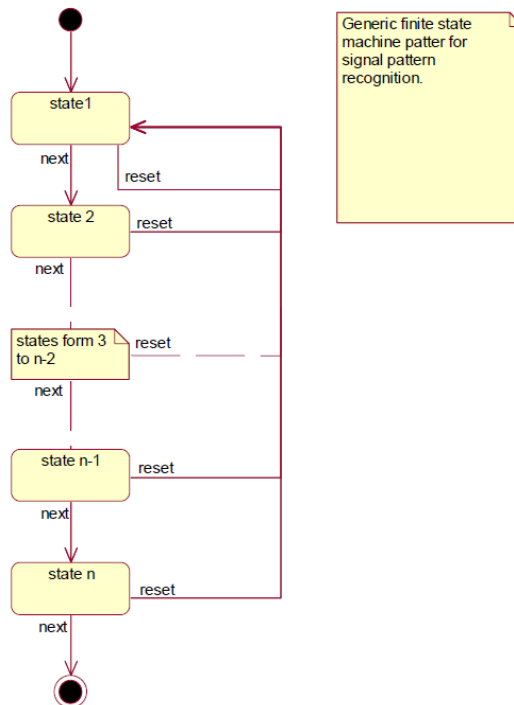 Generic finite state
machine patter for
signal pattern
recognition.
state1
next
reset
state 2
reset
next
states form 3
to n-2
reset
next
state n-1
reset
next
state n
reset
next